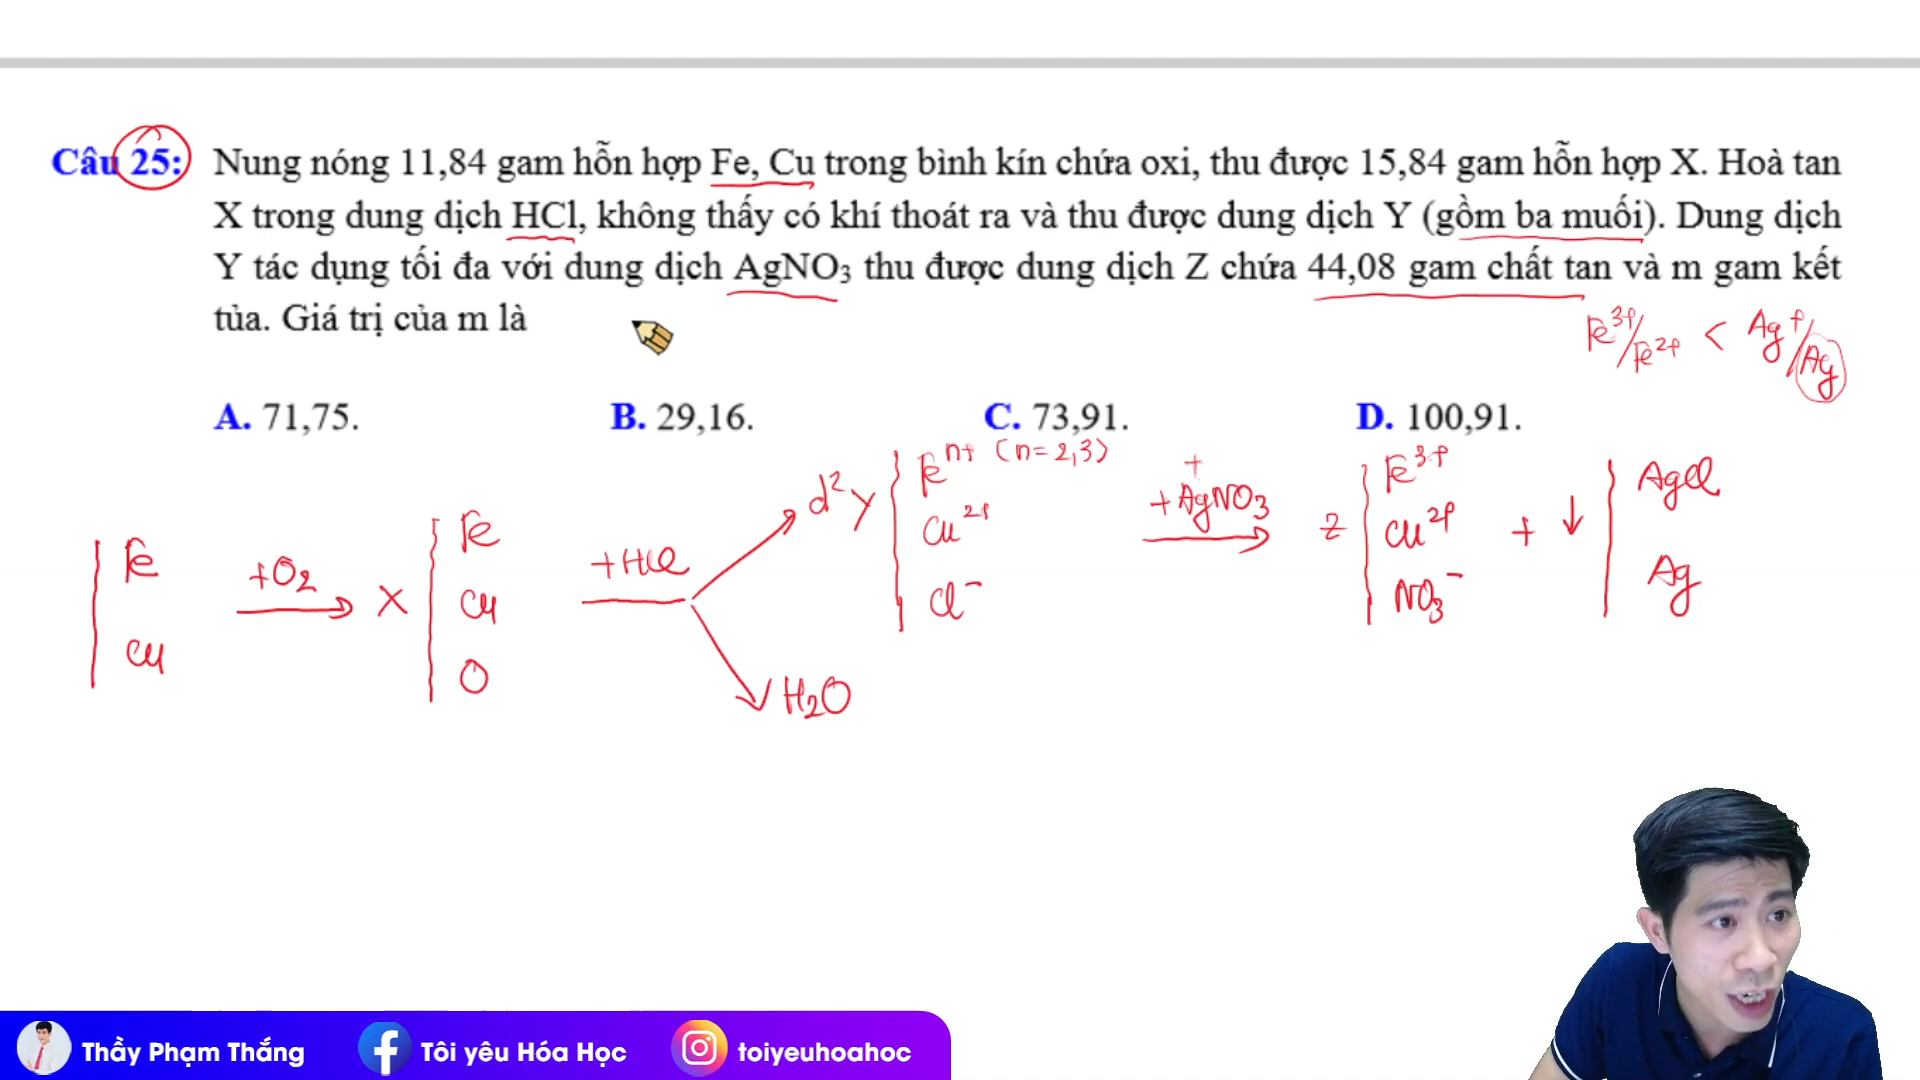 Câu 25: Nung nóng 11,84 gam hỗn hợp Fe, Cu trong bình kín chứa oxi, thu được 15,84 gam hỗn hợp X. Hoà tan
X trong dung dịch HCl, không thấy có khí thoát ra và thu được dung dịch Y (gồm ba muối). Dung dịch
Y tác dụng tối đa với dung dịch AgNO₃ thu được dung dịch Z chứa 44,08 gam chất tan và m gam kết
tủa. Giá trị của m là
Fe³⁺/Fe²⁺ < Ag⁺/Ag
A. 71,75. B. 29,16. C. 73,91. D. 100,91.
Fe
Cu
+O₂
X
Fe
Cu
O
+HCl
d² Y
Feⁿ⁺ (n=2,3)
Cu²⁺
Cl⁻
H₂O
+
+AgNO₃
Z
Fe³⁺
Cu²⁺
NO₃⁻
+ ↓
AgCl
Ag
Thầy Phạm Thắng
Tôi yêu Hóa Học
toiyeuhoahoc